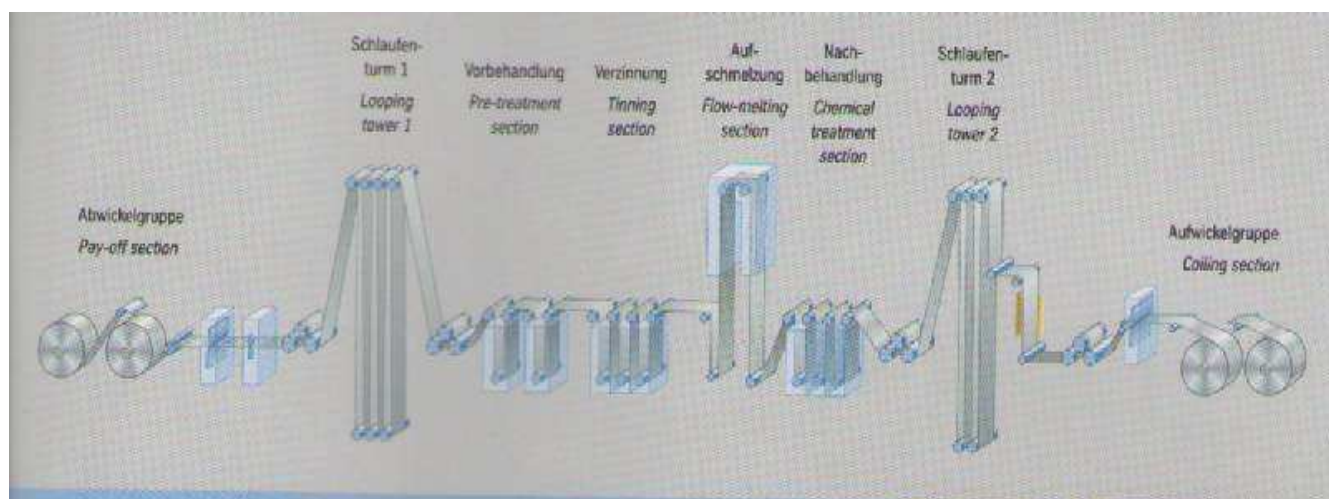 Abwickelgruppe
Pay-off section
Schlaufen-
turm 1
Looping
tower 1
Vorbehandlung
Pre-treatment
section
Verzinnung
Tinning
section
Auf-
schmelzung
Flow-melting
section
Nach-
behandlung
Chemical
treatment
section
Schlaufen-
turm 2
Looping
tower 2
Aufwickelgruppe
Coiling section